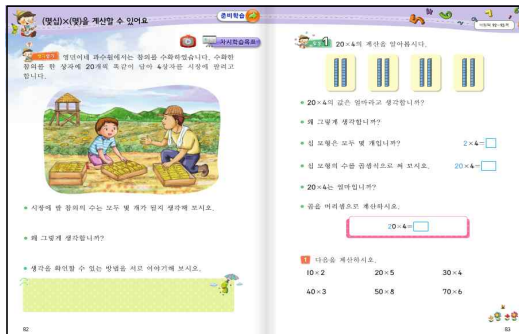 (몇십)×(몇)을 계산할 수 있어요
준비학습
차시학습목표
영민이네 과수원에서는 참외를 수확하였습니다. 수확한
참외를 한 상자에 20개씩 똑같이 담아 4상자를 시장에 팔려고
합니다.
시장에 팔 참외의 수는 모두 몇 개가 될지 생각해 보시오.
왜 그렇게 생각합니까?
생각을 확인할 수 있는 방법을 서로 이야기해 보시오.
92
1 20×4의 계산을 알아봅시다.
20×4의 값은 얼마라고 생각합니까?
왜 그렇게 생각합니까?
십 모형은 모두 몇 개입니까? 2×4=
십 모형의 수를 곱셈식으로 써 보시오. 20×4=
20×4는 얼마입니까?
곱을 머리셈으로 계산하시오.
20×4=
1 다음을 계산하시오.
10×2 20×5 30×4
40×3 50×8 70×6
93